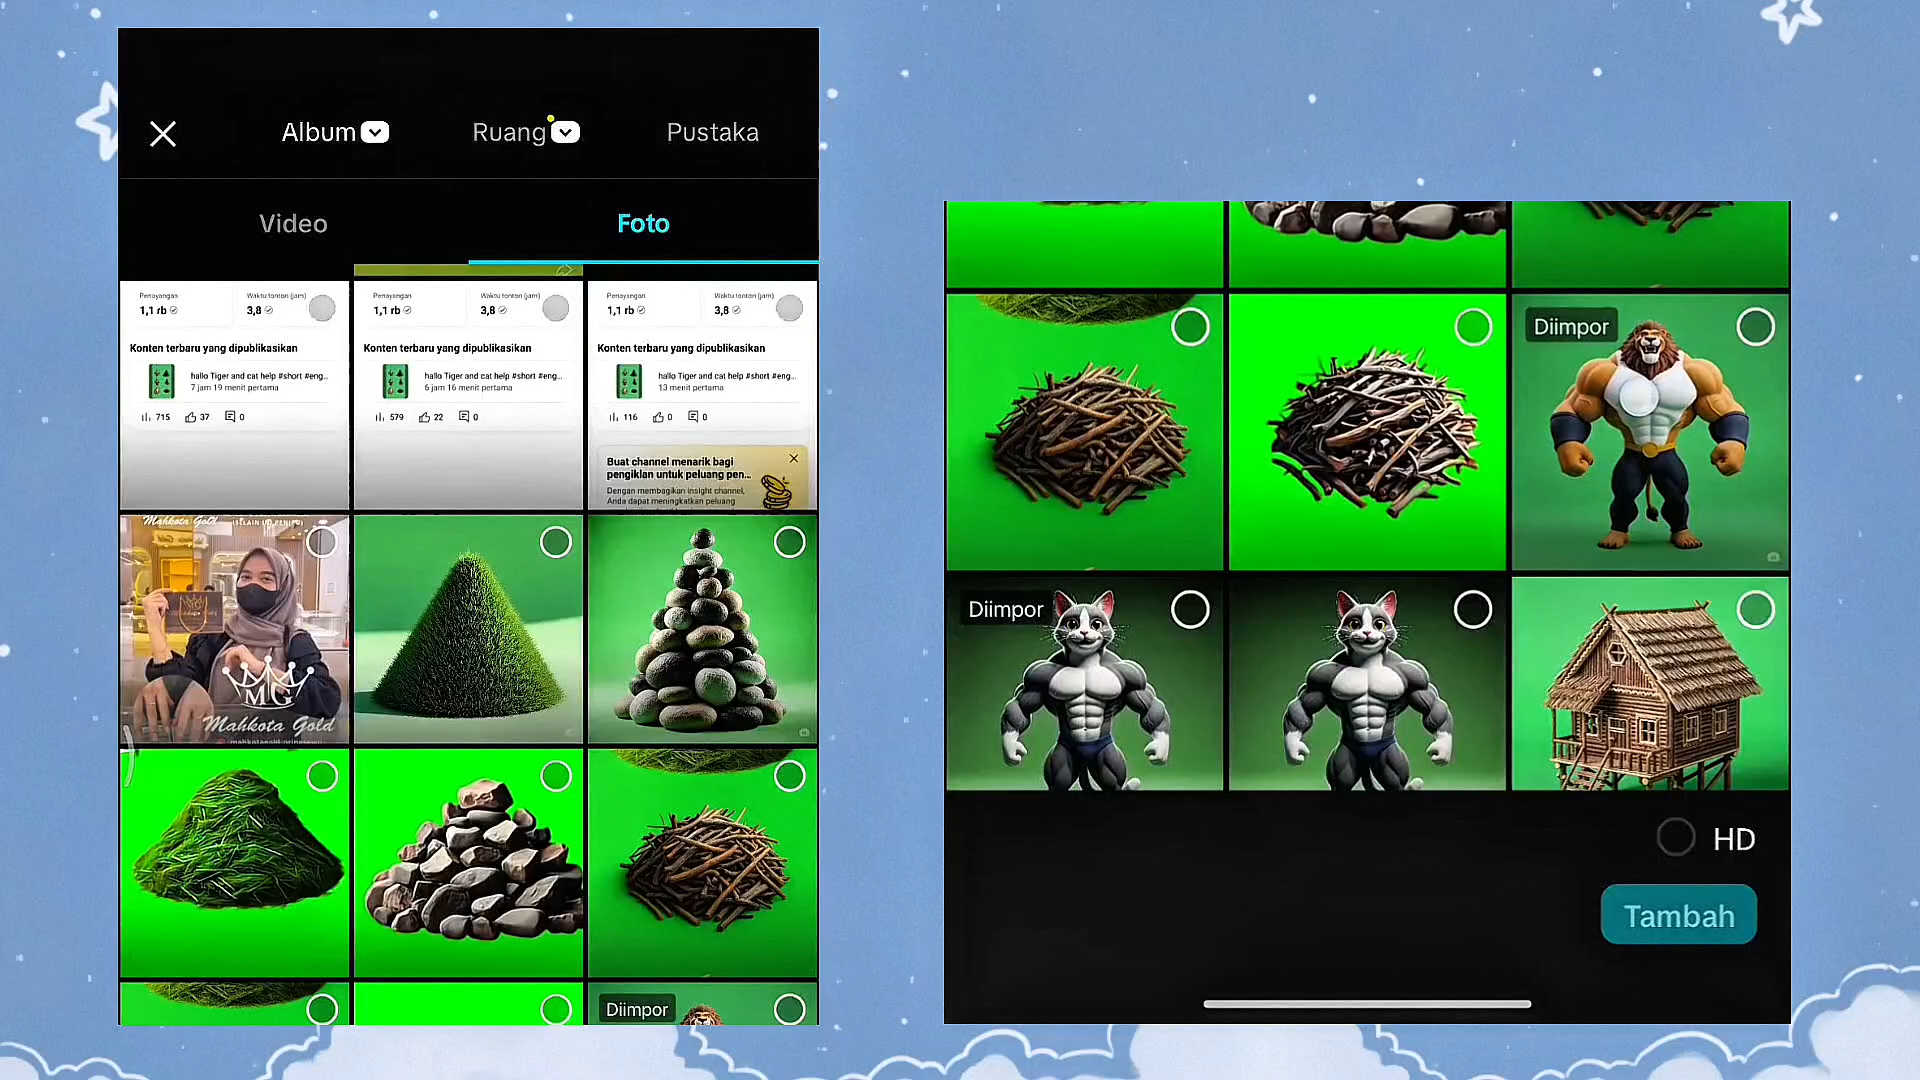 Album
Ruang
Pustaka
Video
Foto
Penayangan
Waktu tonton (jam)
1,1 rb
3,8
Konten terbaru yang dipublikasikan
hallo Tiger and cat help #short #eng...
7 jam 19 menit pertama
715
37
0
Penayangan
Waktu tonton (jam)
1,1 rb
3,8
Konten terbaru yang dipublikasikan
hallo Tiger and cat help #short #eng...
6 jam 16 menit pertama
579
22
0
Penayangan
Waktu tonton (jam)
1,1 rb
3,8
Konten terbaru yang dipublikasikan
hallo Tiger and cat help #short #eng...
13 menit pertama
116
0
0
Buat channel menarik bagi
pengiklan untuk peluang pen...
Dengan membagikan insight channel,
Anda dapat meningkatkan peluang
Mahkota Gold
MG
Mahkota Gold
Diimpor
Diimpor
Diimpor
HD
Tambah